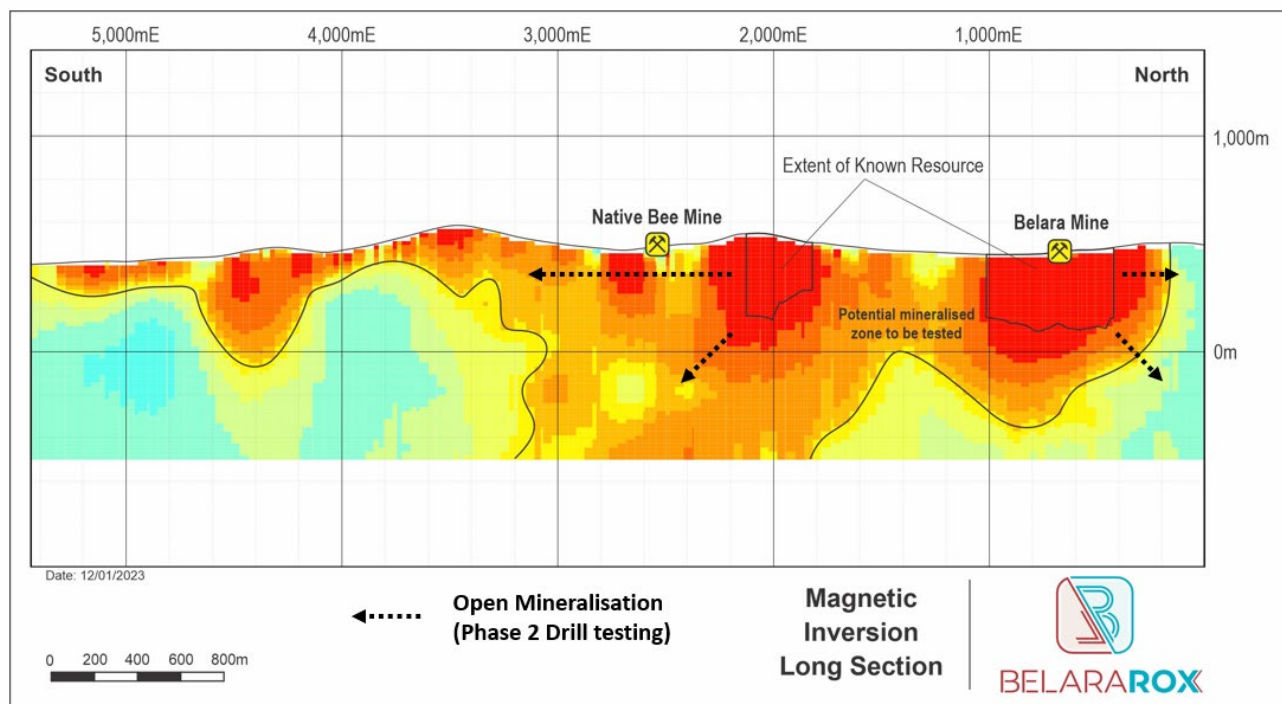 5,000mE 4,000mE 3,000mE 2,000mE 1,000mE
South
North
1,000m
Extent of Known Resource
Native Bee Mine
Belara Mine
Potential mineralised
zone to be tested
0m
Date: 12/01/2023
Open Mineralisation
(Phase 2 Drill testing)
0 200 400 600 800m
Magnetic
Inversion
Long Section
BELARAROX